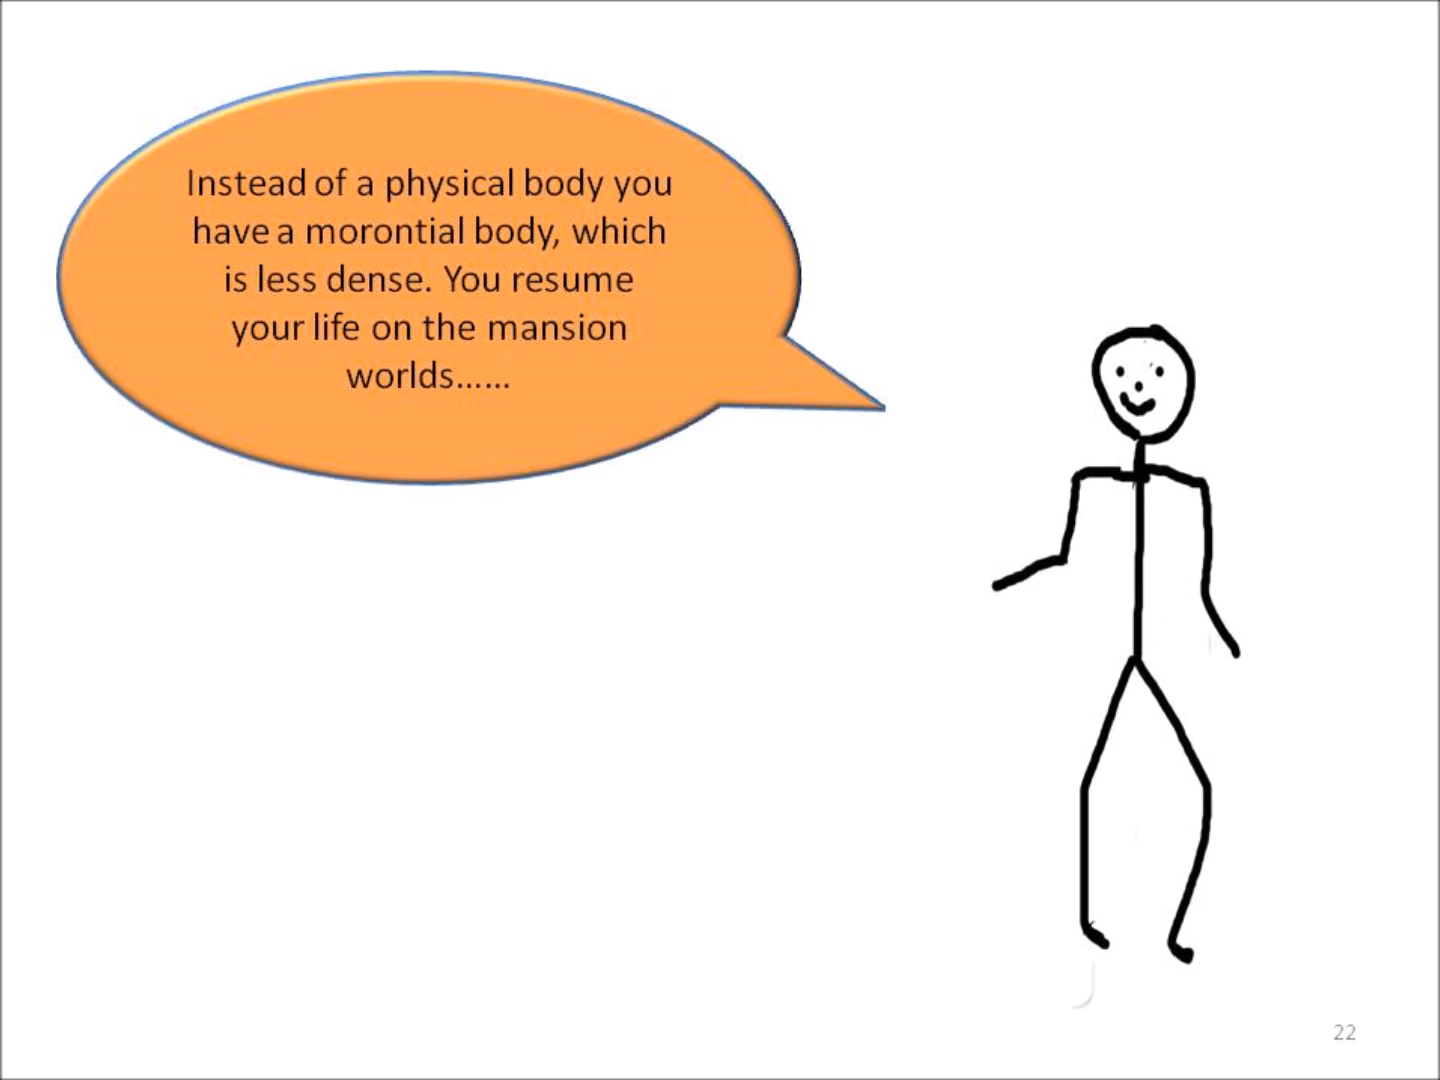 Instead of a physical body you
have a morontial body, which
is less dense. You resume
your life on the mansion
worlds......
22